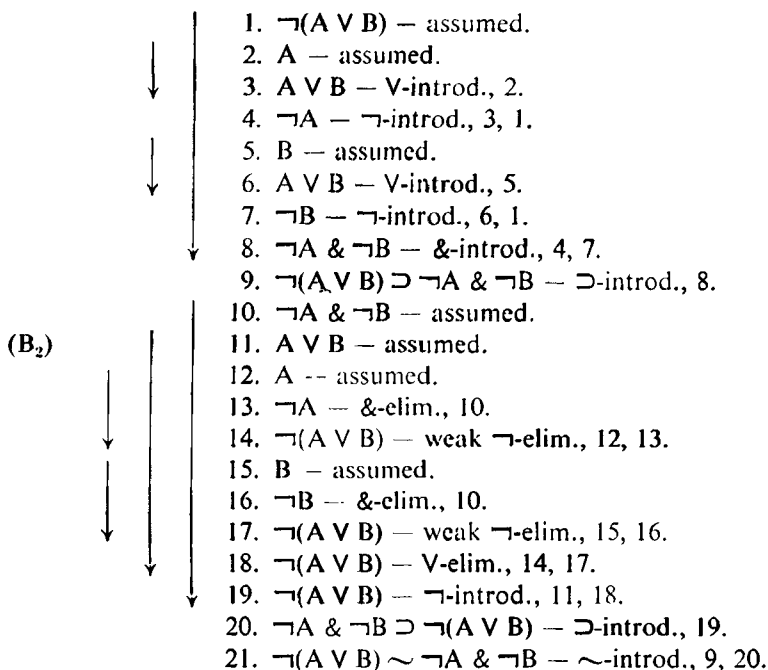 1. ¬(A V B) — assumed.
2. A — assumed.
3. A V B — V-introd., 2.
4. ¬A — ¬-introd., 3, 1.
5. B — assumed.
6. A V B — V-introd., 5.
7. ¬B — ¬-introd., 6, 1.
8. ¬A & ¬B — &-introd., 4, 7.
9. ¬(A V B) ⊃ ¬A & ¬B — ⊃-introd., 8.
10. ¬A & ¬B — assumed.
(B₂) 11. A V B — assumed.
12. A -- assumed.
13. ¬A — &-elim., 10.
14. ¬(A V B) — weak ¬-elim., 12, 13.
15. B — assumed.
16. ¬B — &-elim., 10.
17. ¬(A V B) — weak ¬-elim., 15, 16.
18. ¬(A V B) — V-elim., 14, 17.
19. ¬(A V B) — ¬-introd., 11, 18.
20. ¬A & ¬B ⊃ ¬(A V B) — ⊃-introd., 19.
21. ¬(A V B) ~ ¬A & ¬B — ~-introd., 9, 20.